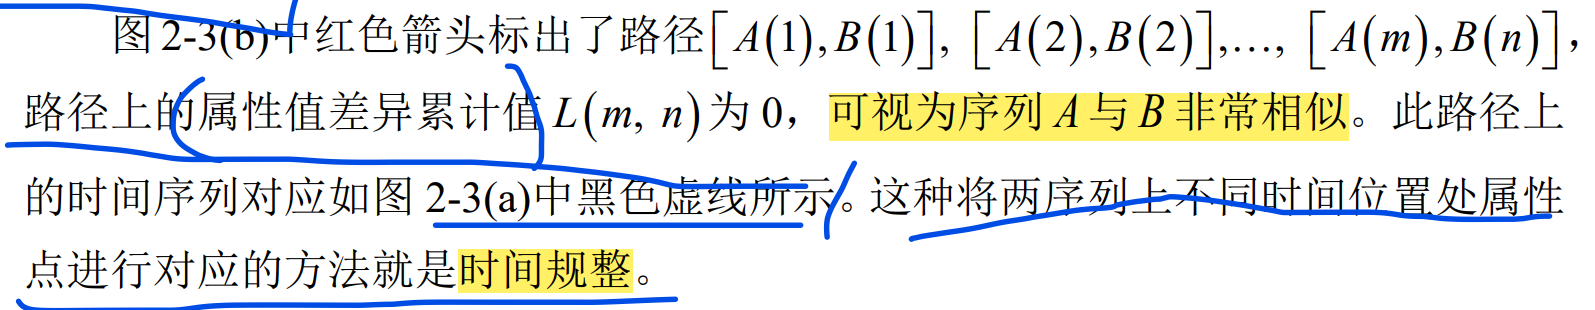 图 2-3(b)中红色箭头标出了路径[A(1),B(1)], [A(2),B(2)],…, [A(m),B(n)],
路径上的属性值差异累计值 L(m, n)为 0，可视为序列 A 与 B 非常相似。此路径上
的时间序列对应如图 2-3(a)中黑色虚线所示。这种将两序列上不同时间位置处属性
点进行对应的方法就是时间规整。